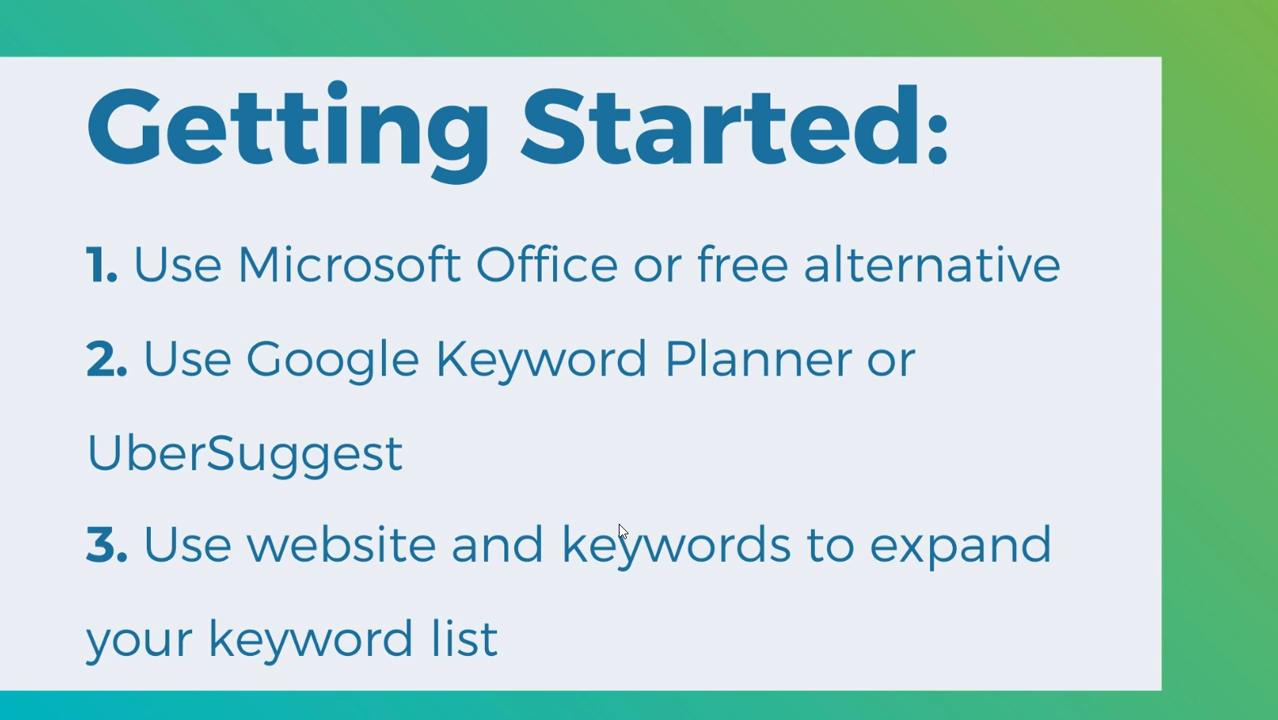 Getting Started:
1. Use Microsoft Office or free alternative
2. Use Google Keyword Planner or
UberSuggest
3. Use website and keywords to expand
your keyword list